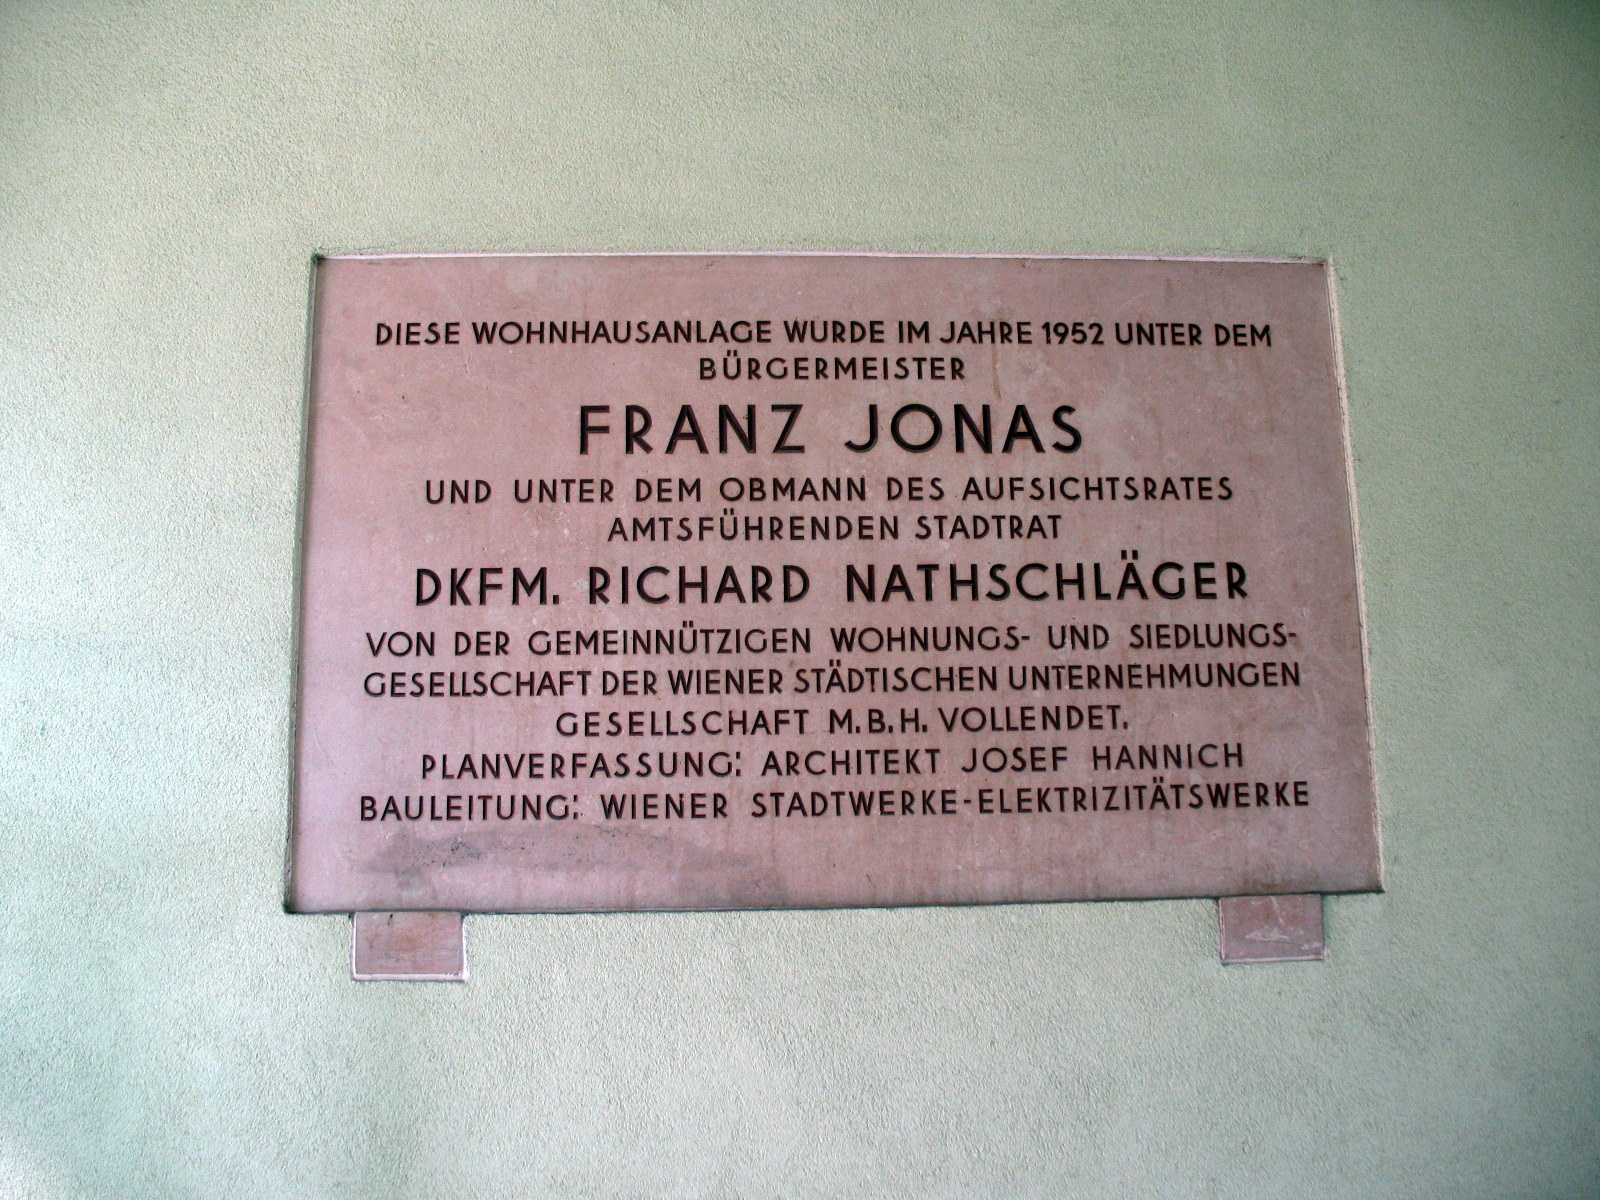 DIESE WOHNHAUSANLAGE WURDE IM JAHRE 1952 UNTER DEM
BÜRGERMEISTER
FRANZ JONAS
UND UNTER DEM OBMANN DES AUFSICHTSRATES
AMTSFÜHRENDEN STADTRAT
DKFM. RICHARD NATHSCHLÄGER
VON DER GEMEINNÜTZIGEN WOHNUNGS- UND SIEDLUNGS-
GESELLSCHAFT DER WIENER STÄDTISCHEN UNTERNEHMUNGEN
GESELLSCHAFT M.B.H. VOLLENDET.
PLANVERFASSUNG: ARCHITEKT JOSEF HANNICH
BAULEITUNG: WIENER STADTWERKE-ELEKTRIZITÄTSWERKE